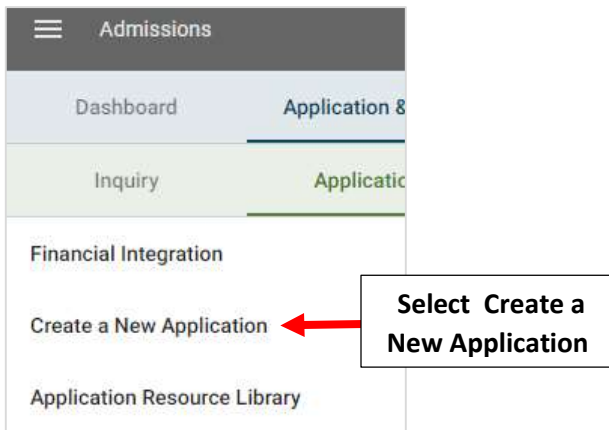 Admissions
Dashboard Application &
Inquiry Applicatio
Financial Integration
Create a New Application
Select Create a
New Application
Application Resource Library